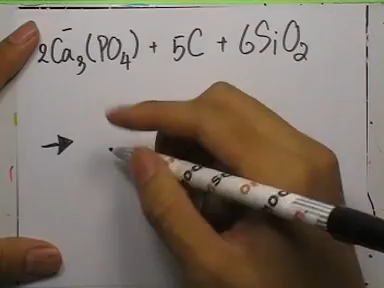 2Ca₃(PO₄) + 5C + 6SiO₂
→